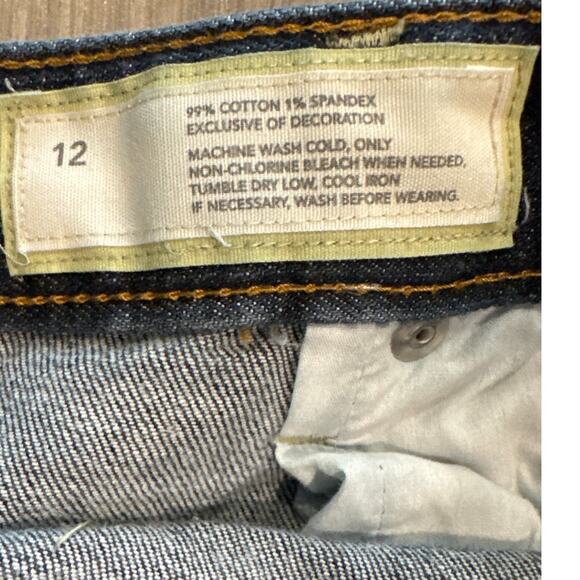 12
99% COTTON 1% SPANDEX
EXCLUSIVE OF DECORATION
MACHINE WASH COLD, ONLY
NON-CHLORINE BLEACH WHEN NEEDED,
TUMBLE DRY LOW, COOL IRON
IF NECESSARY, WASH BEFORE WEARING.